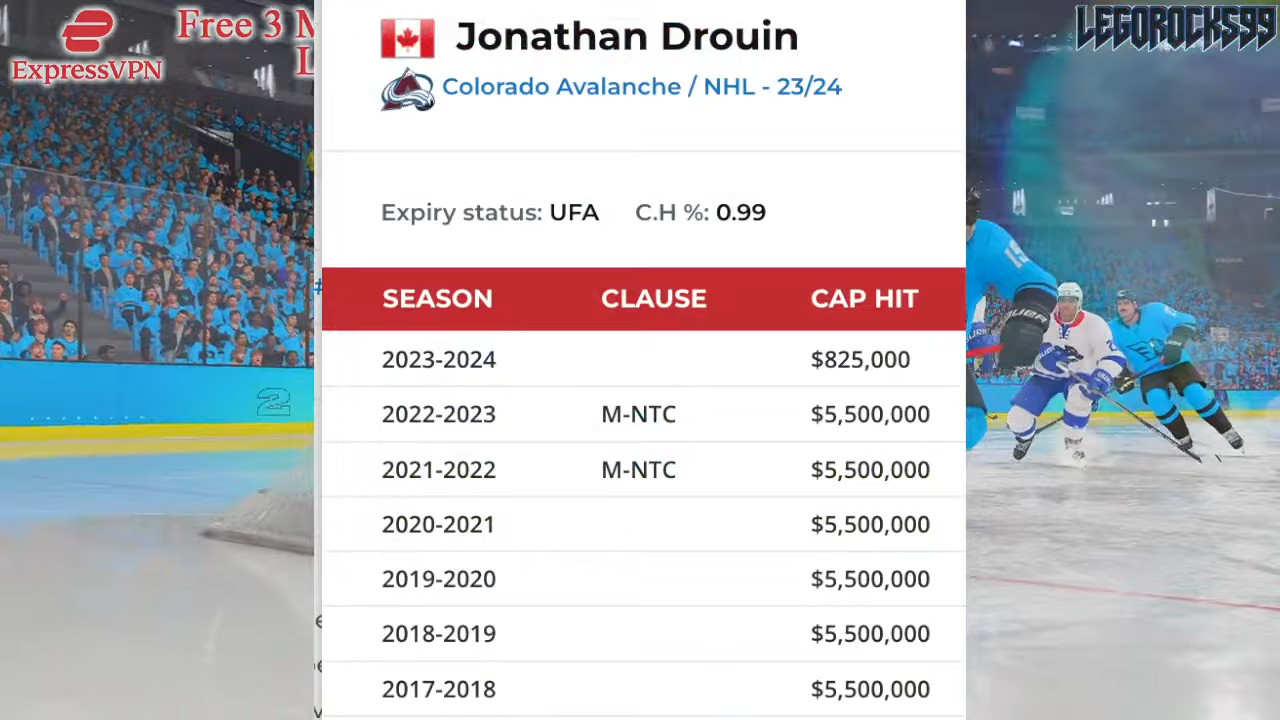 ExpressVPN
Free 3 M
L
LEGOROCKS99
Jonathan Drouin
Colorado Avalanche / NHL - 23/24
Expiry status: UFA C.H %: 0.99
SEASON CLAUSE CAP HIT
2023-2024 $825,000
2022-2023 M-NTC $5,500,000
2021-2022 M-NTC $5,500,000
2020-2021 $5,500,000
2019-2020 $5,500,000
2018-2019 $5,500,000
2017-2018 $5,500,000
2